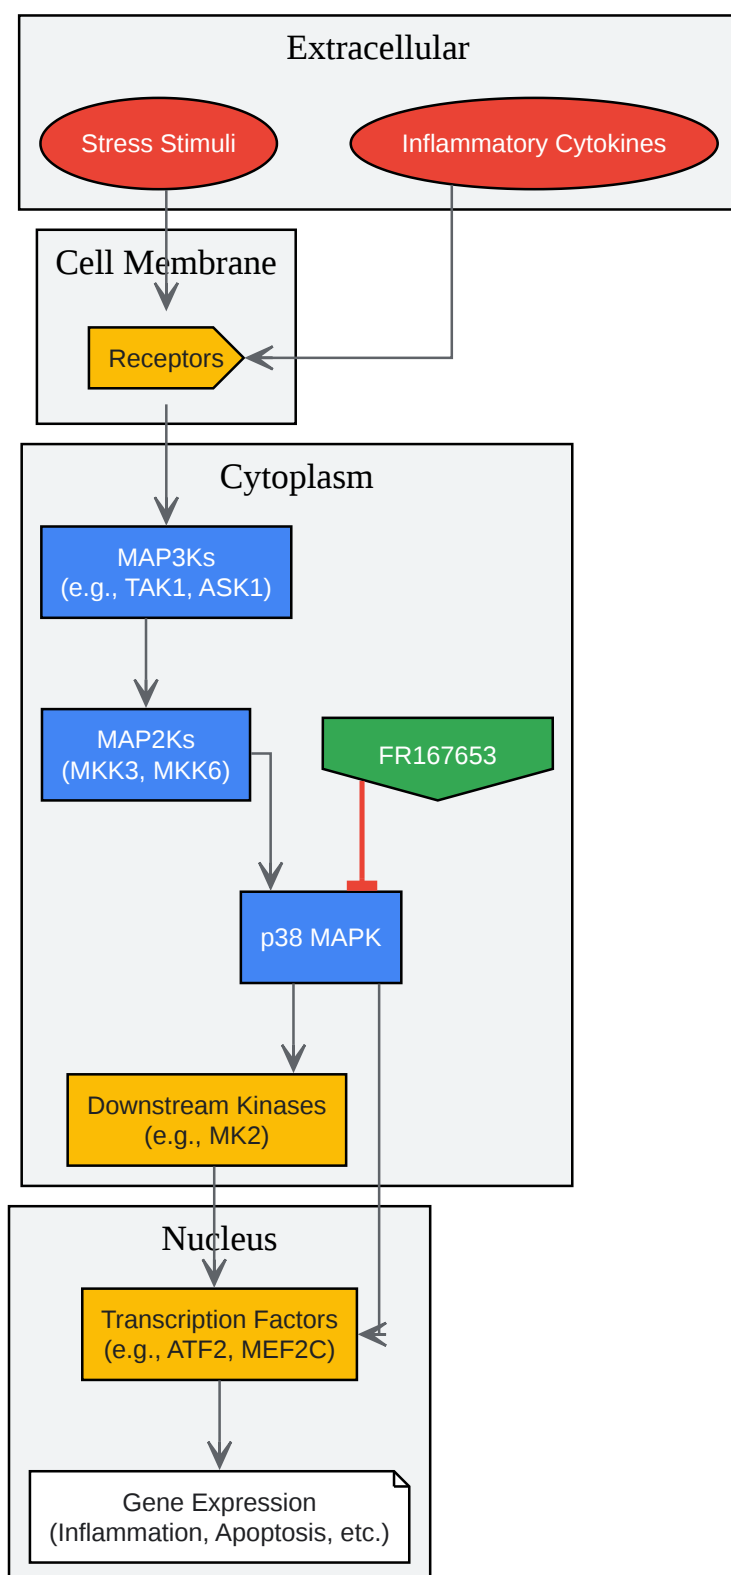 Extracellular
Stress Stimuli
Inflammatory Cytokines
Cell Membrane
Receptors
Cytoplasm
MAP3Ks
(e.g., TAK1, ASK1)
MAP2Ks
(MKK3, MKK6)
FR167653
p38 MAPK
Downstream Kinases
(e.g., MK2)
Nucleus
Transcription Factors
(e.g., ATF2, MEF2C)
Gene Expression
(Inflammation, Apoptosis, etc.)